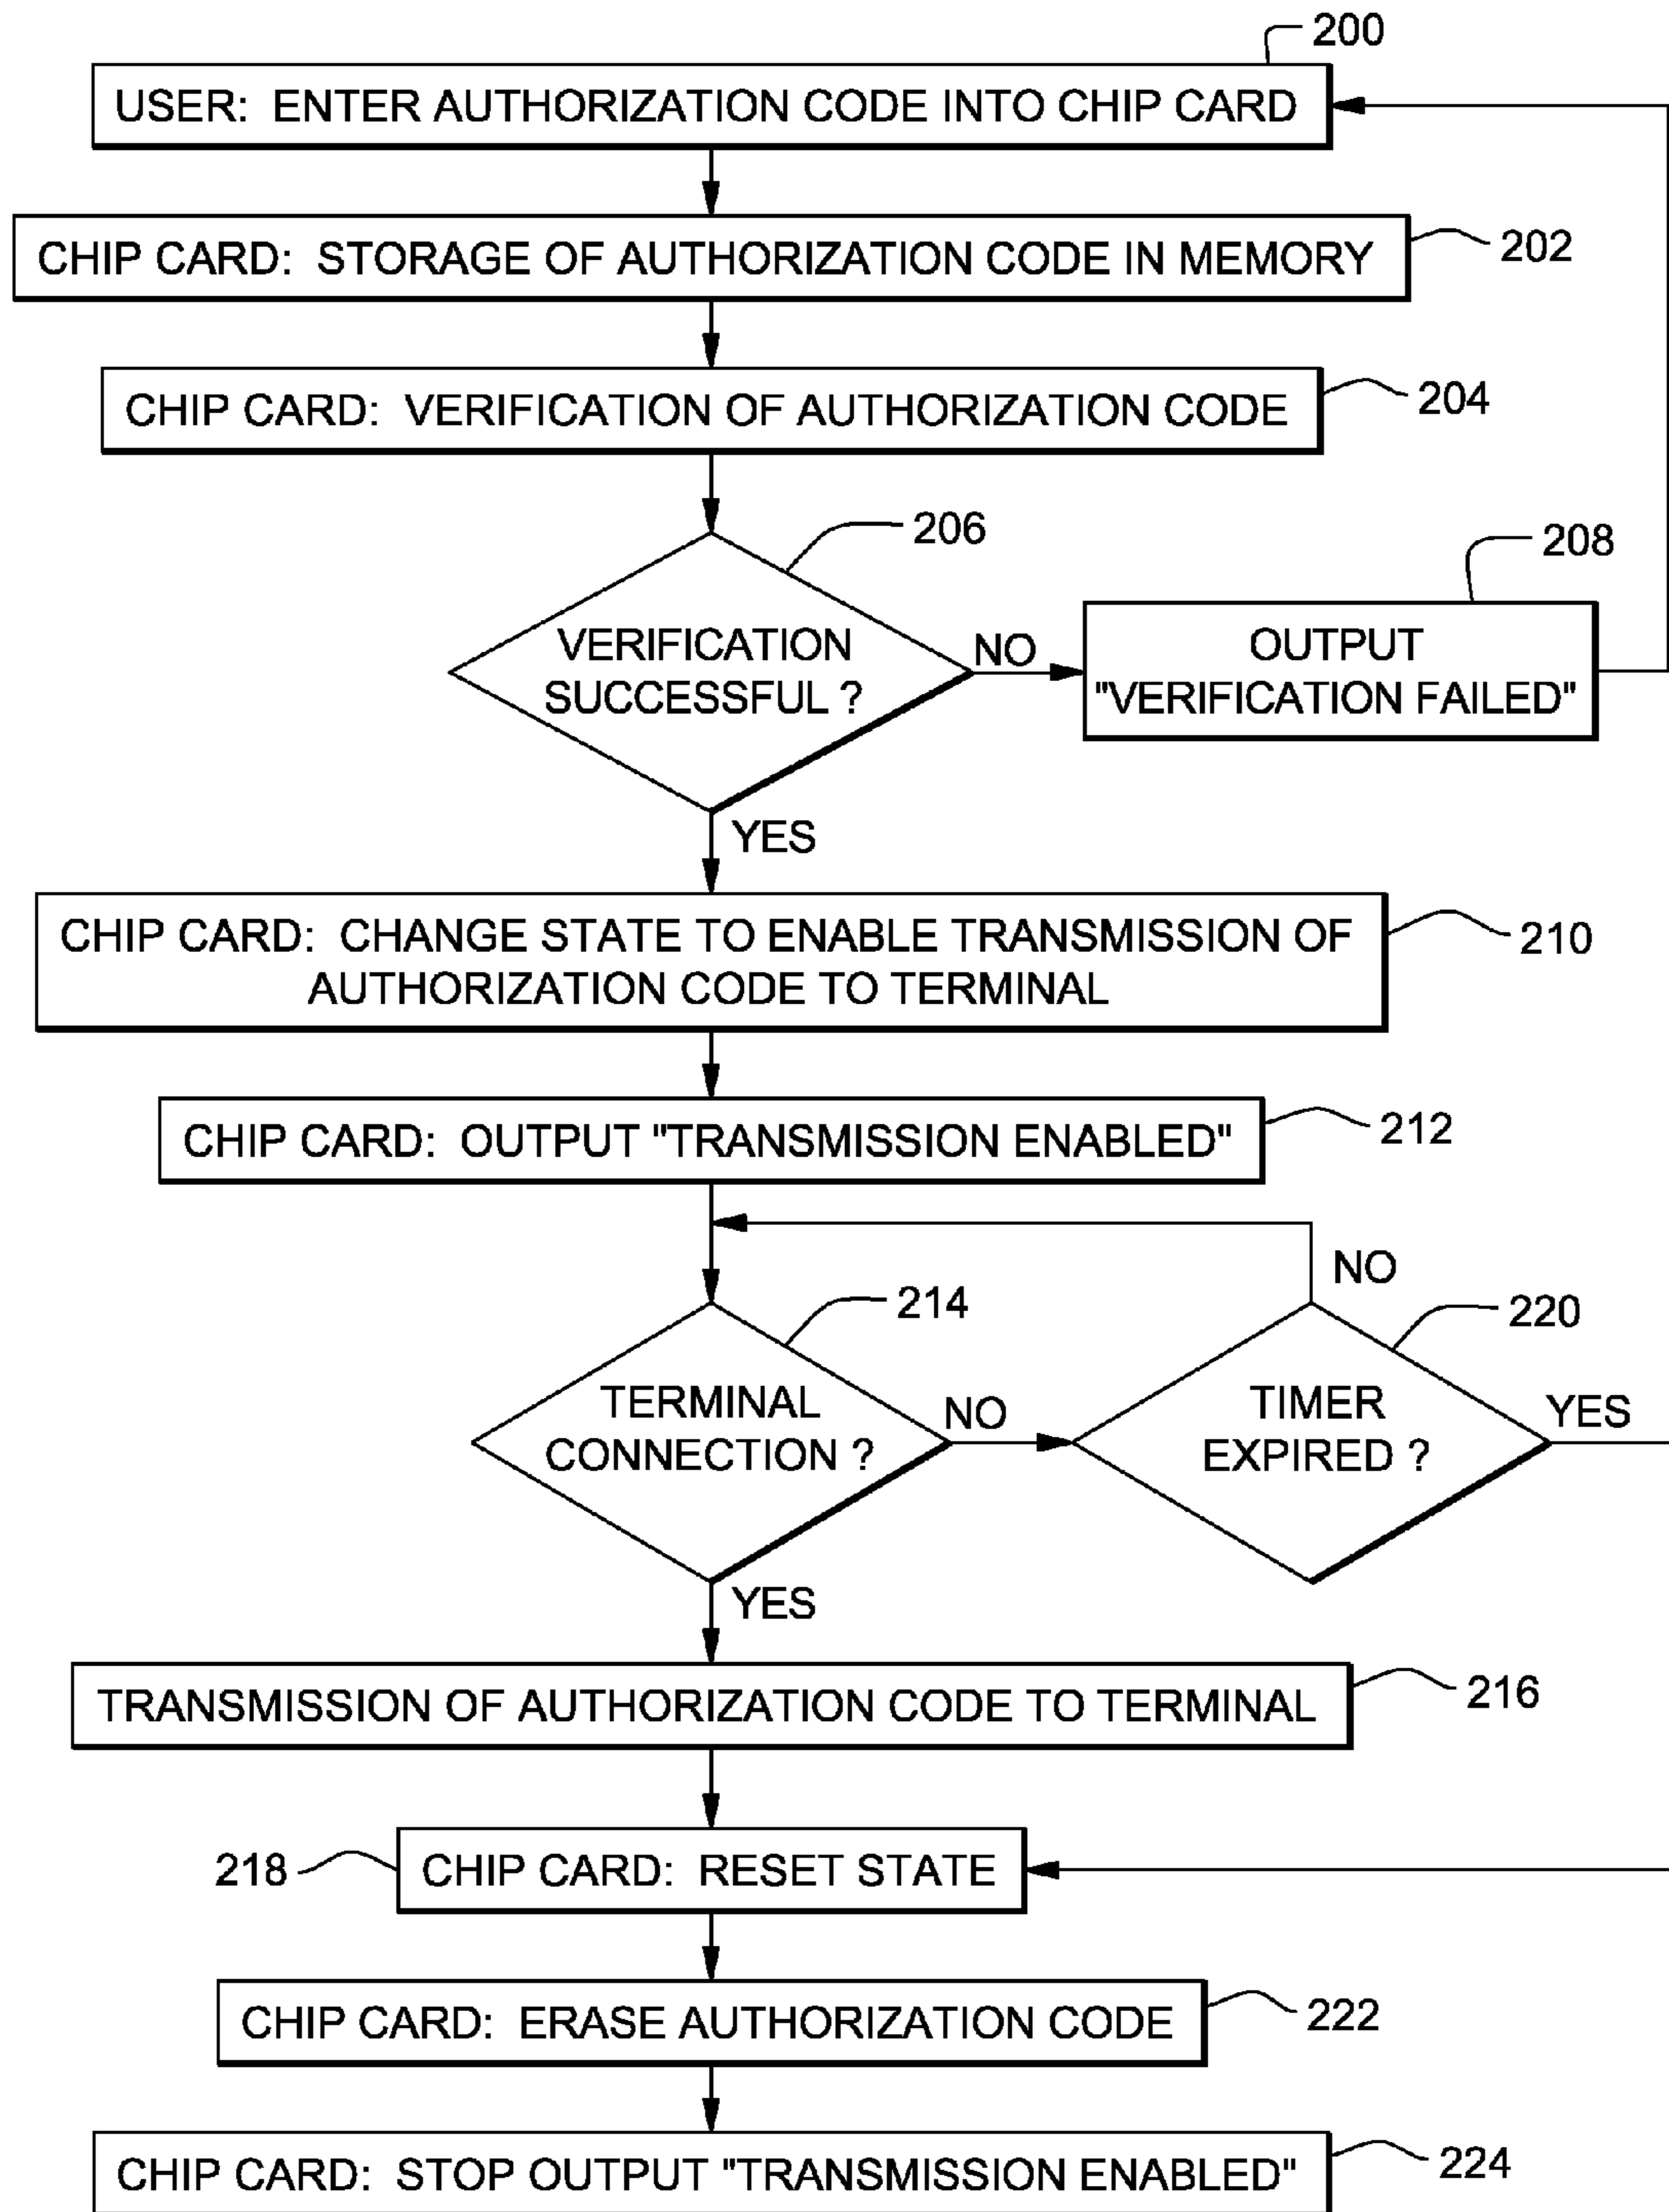 200
USER: ENTER AUTHORIZATION CODE INTO CHIP CARD
CHIP CARD: STORAGE OF AUTHORIZATION CODE IN MEMORY
202
CHIP CARD: VERIFICATION OF AUTHORIZATION CODE
204
206
VERIFICATION
SUCCESSFUL ?
NO
208
OUTPUT
"VERIFICATION FAILED"
YES
CHIP CARD: CHANGE STATE TO ENABLE TRANSMISSION OF
AUTHORIZATION CODE TO TERMINAL
210
CHIP CARD: OUTPUT "TRANSMISSION ENABLED"
212
214
TERMINAL
CONNECTION ?
NO
NO
220
TIMER
EXPIRED ?
YES
YES
TRANSMISSION OF AUTHORIZATION CODE TO TERMINAL
216
218
CHIP CARD: RESET STATE
CHIP CARD: ERASE AUTHORIZATION CODE
222
CHIP CARD: STOP OUTPUT "TRANSMISSION ENABLED"
224